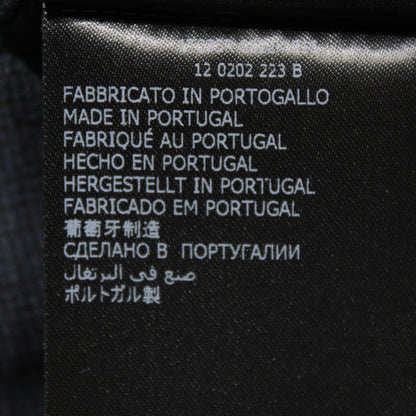 12 0202 223 B
FABBRICATO IN PORTOGALLO
MADE IN PORTUGAL
FABRIQUÉ AU PORTUGAL
HECHO EN PORTUGAL
HERGESTELLT IN PORTUGAL
FABRICADO EM PORTUGAL
葡萄牙制造
СДЕЛАНО В ПОРТУГАЛИИ
صنع في البرتغال
ポルトガル製